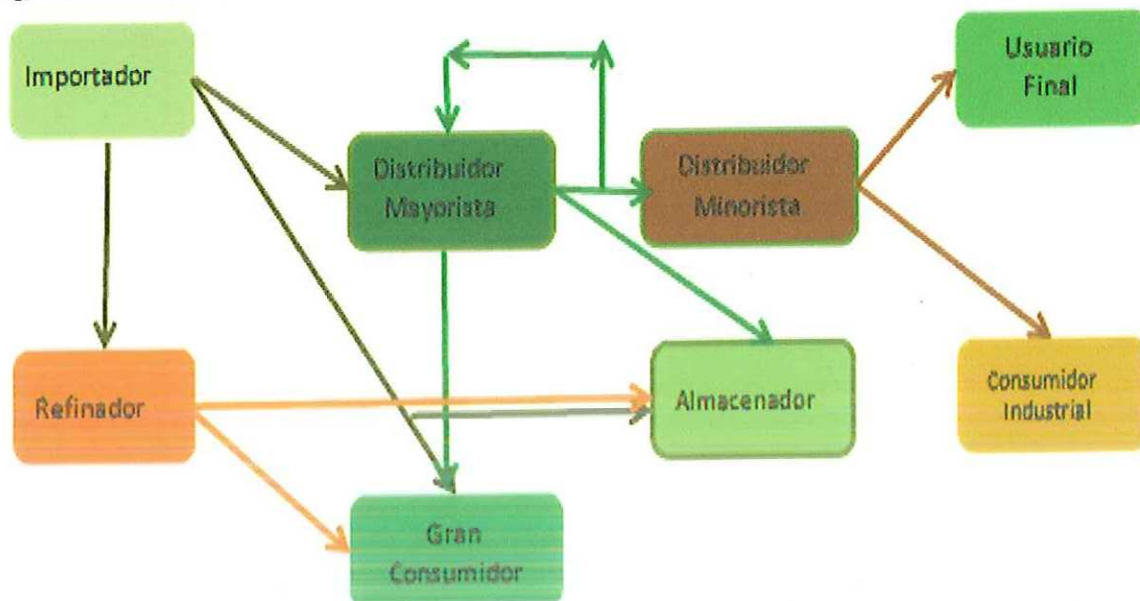 Importador
Distribuidor
Mayorista
Distribuidor
Minorista
Usuario
Final
Refinador
Almacenador
Consumidor
Industrial
Gran
Consumidor